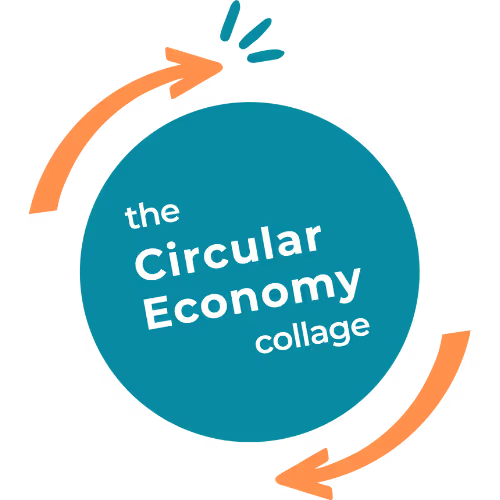 the
Circular
Economy
collage